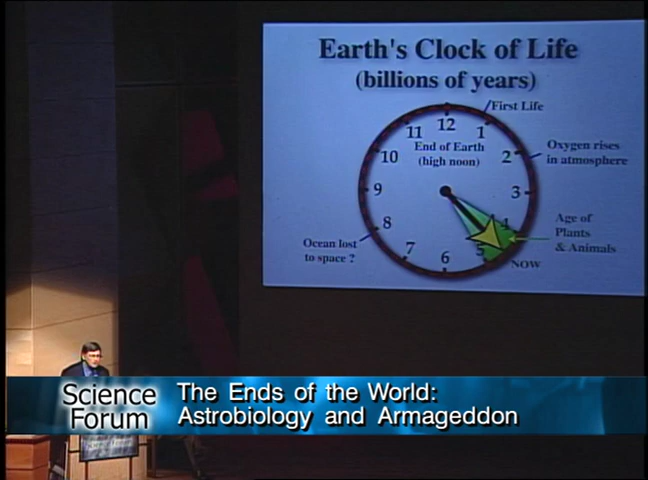 Earth's Clock of Life
(billions of years)
First Life
12
11
1
End of Earth
(high noon)
10
2
Oxygen rises
in atmosphere
9
3
8
4
Age of
Plants
& Animals
Ocean lost
to space ?
7
5
6
NOW
Science
Forum
The Ends of the World:
Astrobiology and Armageddon